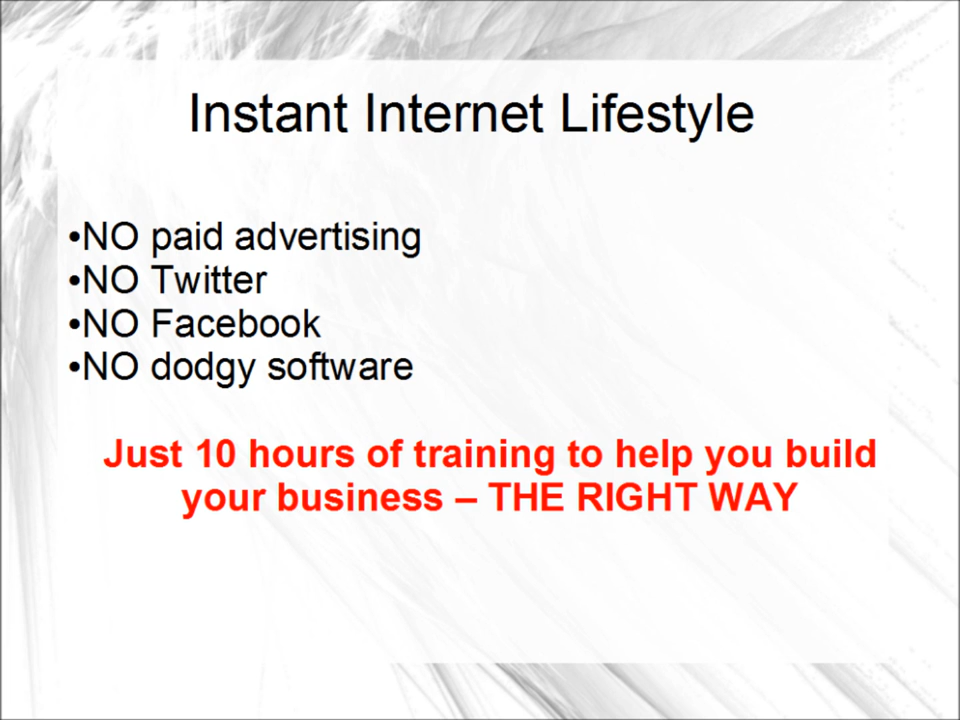 Instant Internet Lifestyle
•NO paid advertising
•NO Twitter
•NO Facebook
•NO dodgy software
Just 10 hours of training to help you build
your business – THE RIGHT WAY